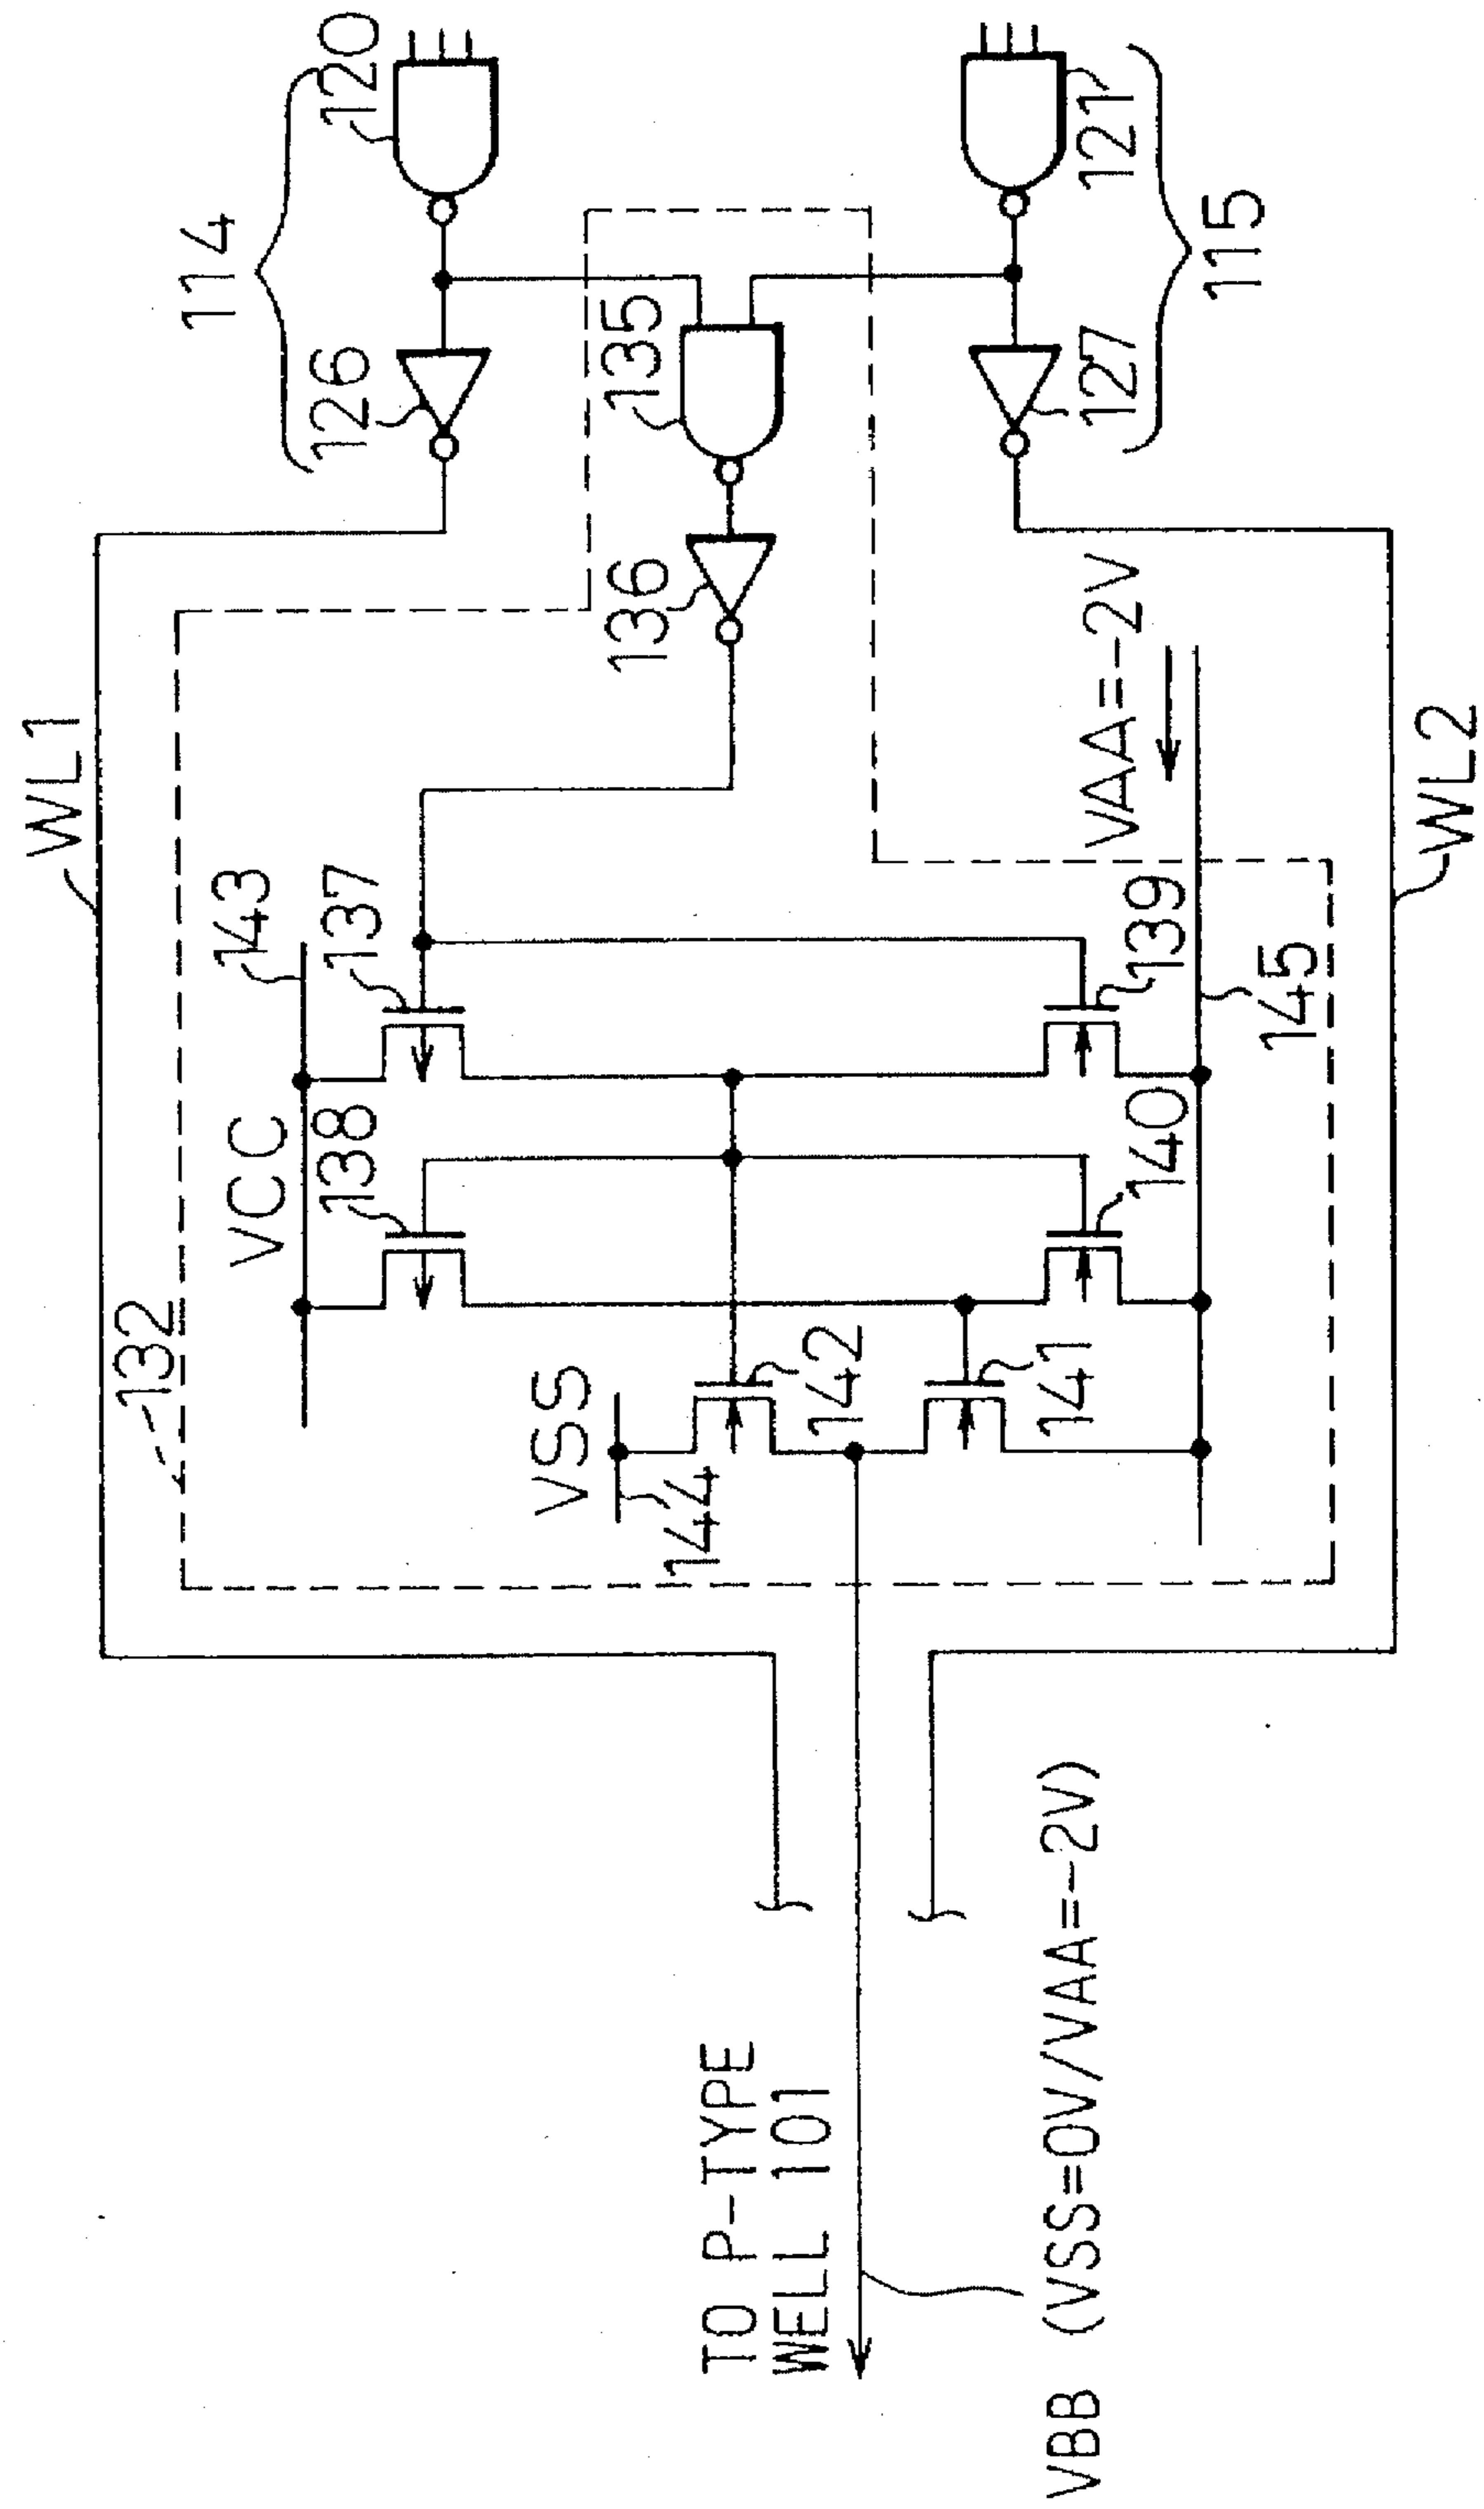 WL1
114
120
126
132
143
137
VCC
138
135
136
VSS
144
142
141
140
139
145
VAA=-2V
127
121
115
WL2
TO P-TYPE
WELL 101
VBB (VSS=0V/VAA=-2V)